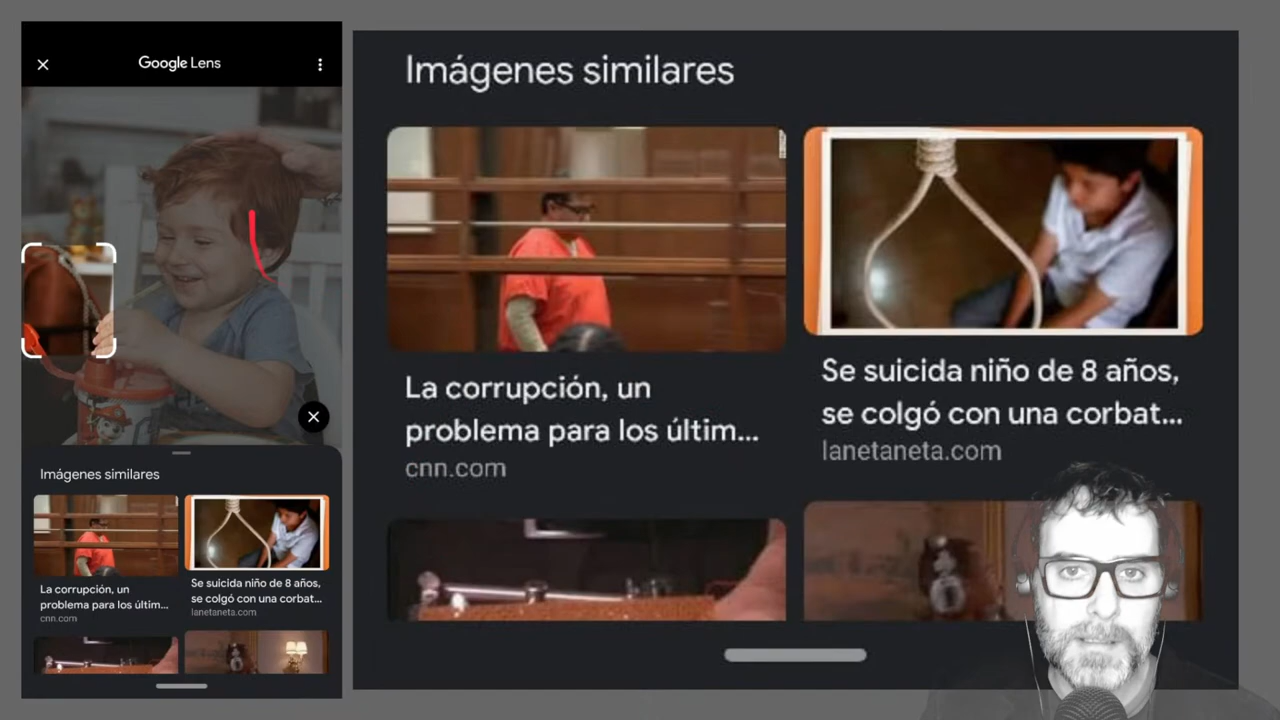 Google Lens
Imágenes similares
La corrupción, un
problema para los últim...
cnn.com
Se suicida niño de 8 años,
se colgó con una corbat...
lanetaneta.com
Imágenes similares
La corrupción, un
problema para los últim...
cnn.com
Se suicida niño de 8 años,
se colgó con una corbat...
lanetaneta.com